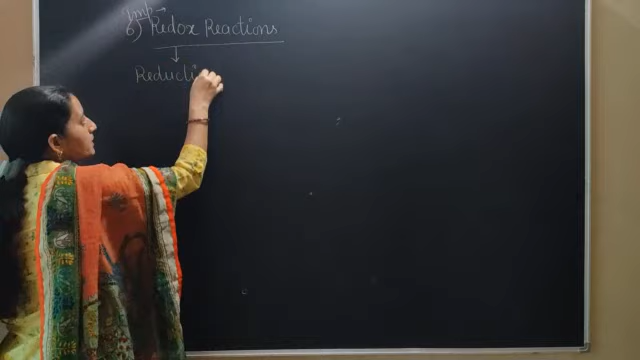 Imp →
6) Redox Reactions
↓
Reducti